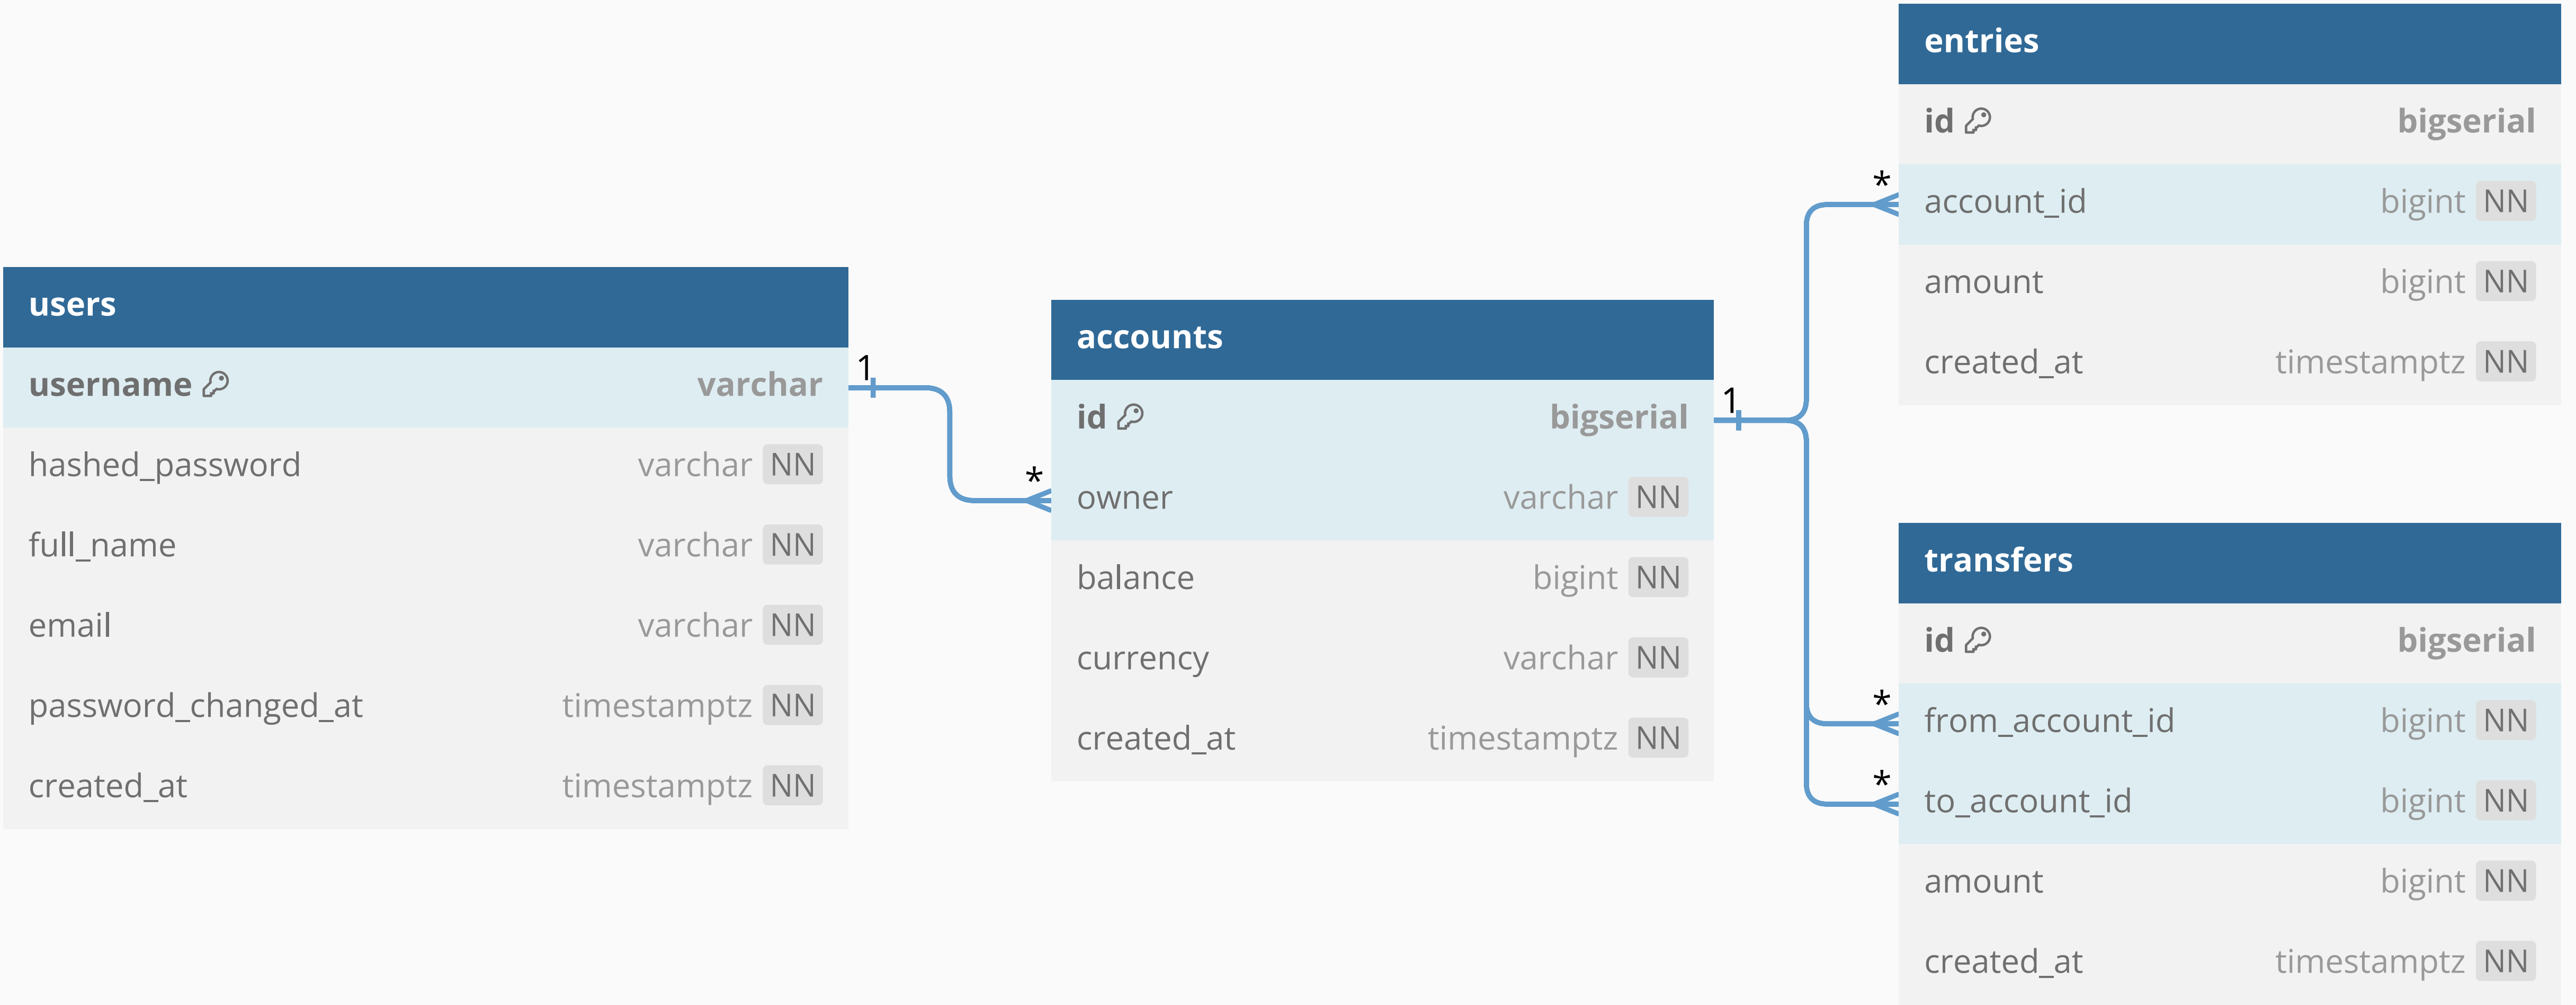 users
username varchar
hashed_password varchar NN
full_name varchar NN
email varchar NN
password_changed_at timestamptz NN
created_at timestamptz NN
1
*
accounts
id bigserial
owner varchar NN
balance bigint NN
currency varchar NN
created_at timestamptz NN
1
*
entries
id bigserial
account_id bigint NN
amount bigint NN
created_at timestamptz NN
*
*
transfers
id bigserial
from_account_id bigint NN
to_account_id bigint NN
amount bigint NN
created_at timestamptz NN